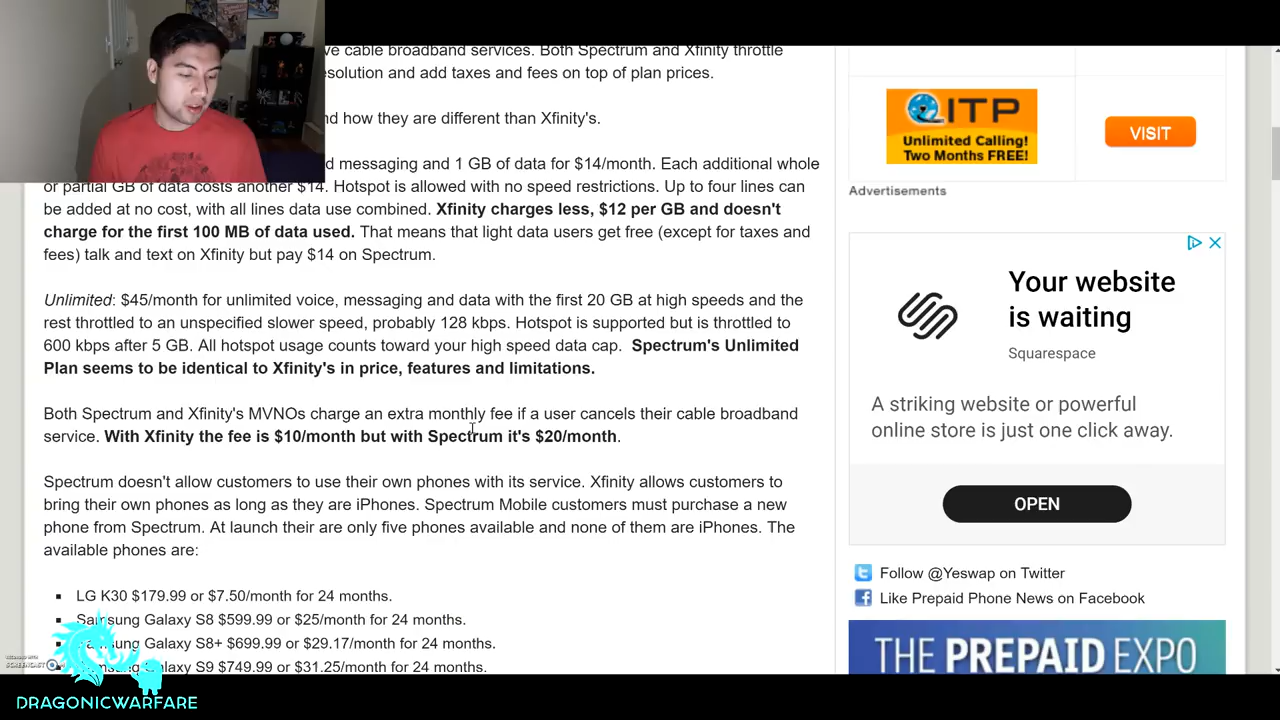 ve cable broadband services. Both Spectrum and Xfinity throttle
esolution and add taxes and fees on top of plan prices.
nd how they are different than Xfinity's.
d messaging and 1 GB of data for $14/month. Each additional whole
or partial GB of data costs another $14. Hotspot is allowed with no speed restrictions. Up to four lines can
be added at no cost, with all lines data use combined. Xfinity charges less, $12 per GB and doesn't
charge for the first 100 MB of data used. That means that light data users get free (except for taxes and
fees) talk and text on Xfinity but pay $14 on Spectrum.
Unlimited: $45/month for unlimited voice, messaging and data with the first 20 GB at high speeds and the
rest throttled to an unspecified slower speed, probably 128 kbps. Hotspot is supported but is throttled to
600 kbps after 5 GB. All hotspot usage counts toward your high speed data cap. Spectrum's Unlimited
Plan seems to be identical to Xfinity's in price, features and limitations.
Both Spectrum and Xfinity's MVNOs charge an extra monthly fee if a user cancels their cable broadband
service. With Xfinity the fee is $10/month but with Spectrum it's $20/month.
Spectrum doesn't allow customers to use their own phones with its service. Xfinity allows customers to
bring their own phones as long as they are iPhones. Spectrum Mobile customers must purchase a new
phone from Spectrum. At launch their are only five phones available and none of them are iPhones. The
available phones are:
LG K30 $179.99 or $7.50/month for 24 months.
Samsung Galaxy S8 $599.99 or $25/month for 24 months.
Samsung Galaxy S8+ $699.99 or $29.17/month for 24 months.
Galaxy S9 $749.99 or $31.25/month for 24 months.
DRAGONICWARFARE
ITP
Unlimited Calling!
Two Months FREE!
VISIT
Advertisements
Your website
is waiting
Squarespace
A striking website or powerful
online store is just one click away.
OPEN
Follow @Yeswap on Twitter
Like Prepaid Phone News on Facebook
THE PREPAID EXPO